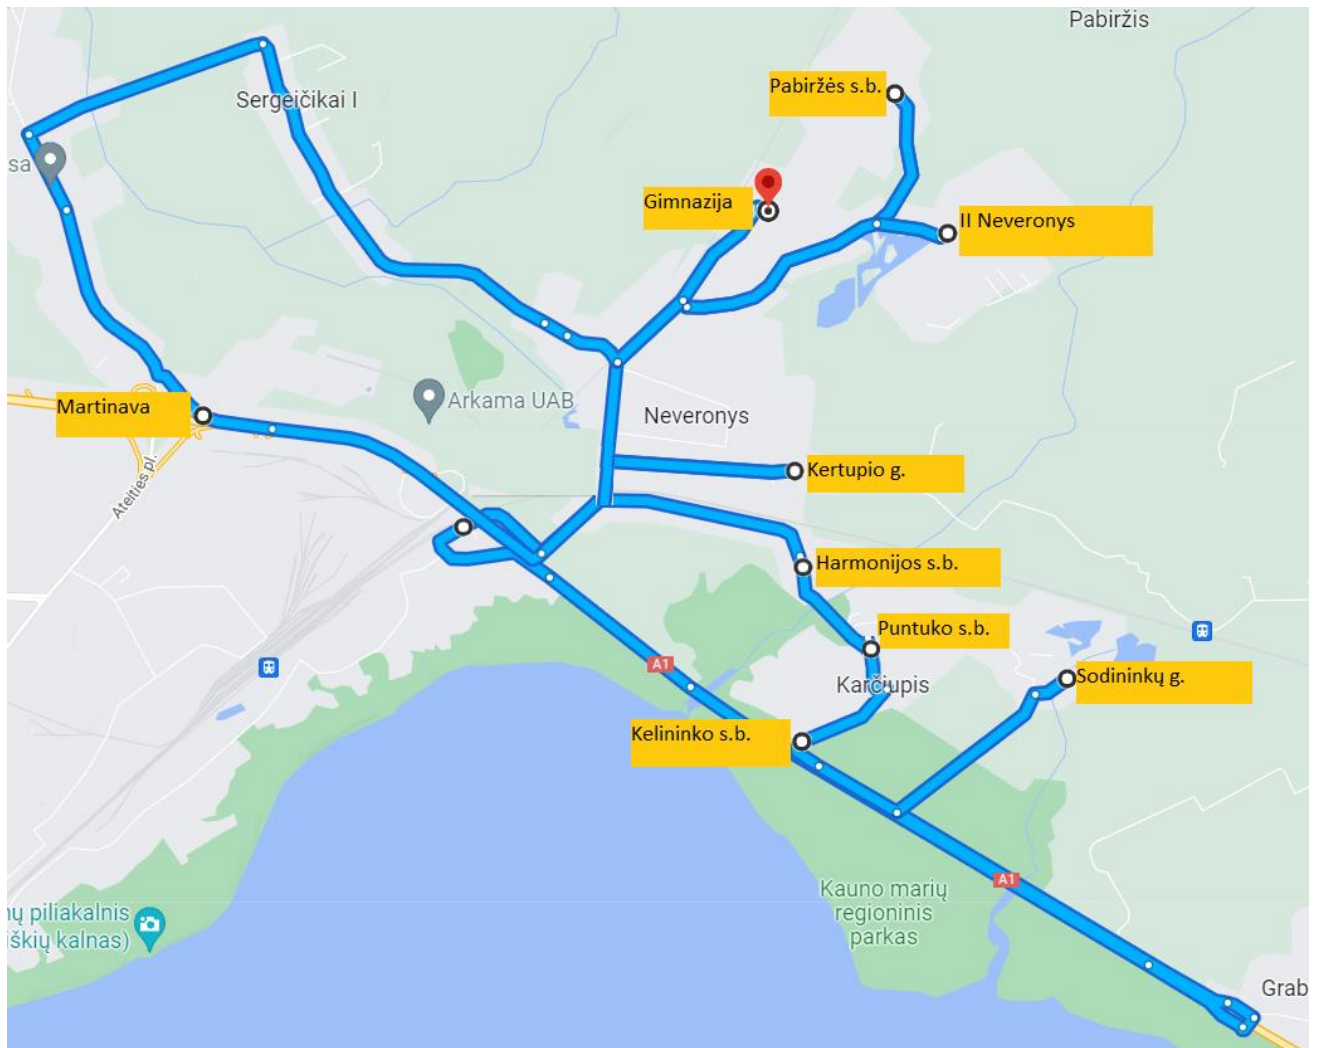 Pabiržis
Pabiržės s.b.
Sergeičikai I
sa
Gimnazija
II Neveronys
Arkama UAB
Martinava
Neveronys
Ateities pl.
Kertupio g.
Harmonijos s.b.
Puntuko s.b.
A1
Karčiupis
Sodininkų g.
Kelininko s.b.
A1
Kauno marių
regioninis
parkas
ų piliakalnis
iškių kalnas)
Grab